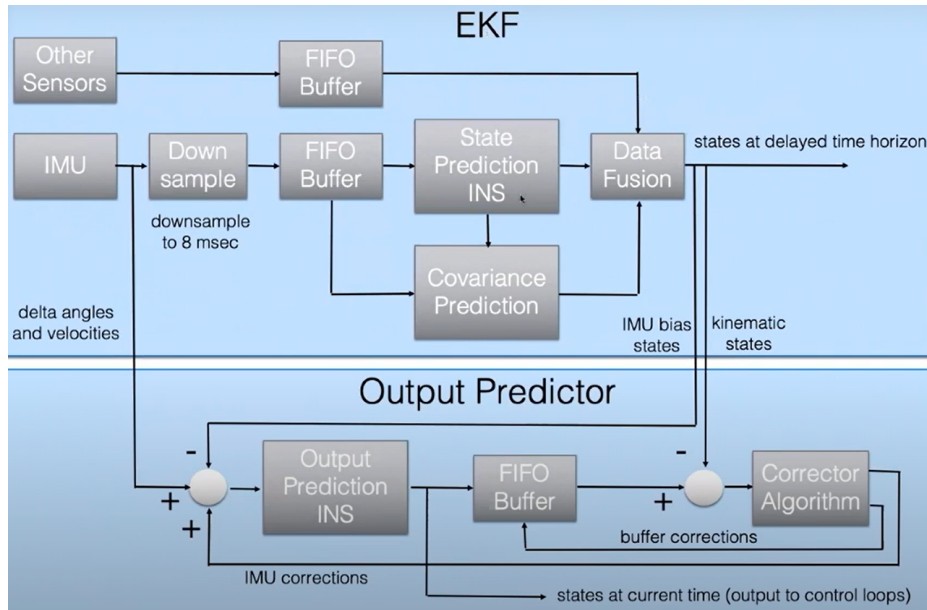 EKF
Other
Sensors
FIFO
Buffer
IMU
Down
sample
FIFO
Buffer
State
Prediction
INS
Data
Fusion
states at delayed time horizon
downsample
to 8 msec
Covariance
Prediction
delta angles
and velocities
IMU bias
states
kinematic
states
Output Predictor
-
+
+
Output
Prediction
INS
FIFO
Buffer
-
+
Corrector
Algorithm
buffer corrections
IMU corrections
states at current time (output to control loops)